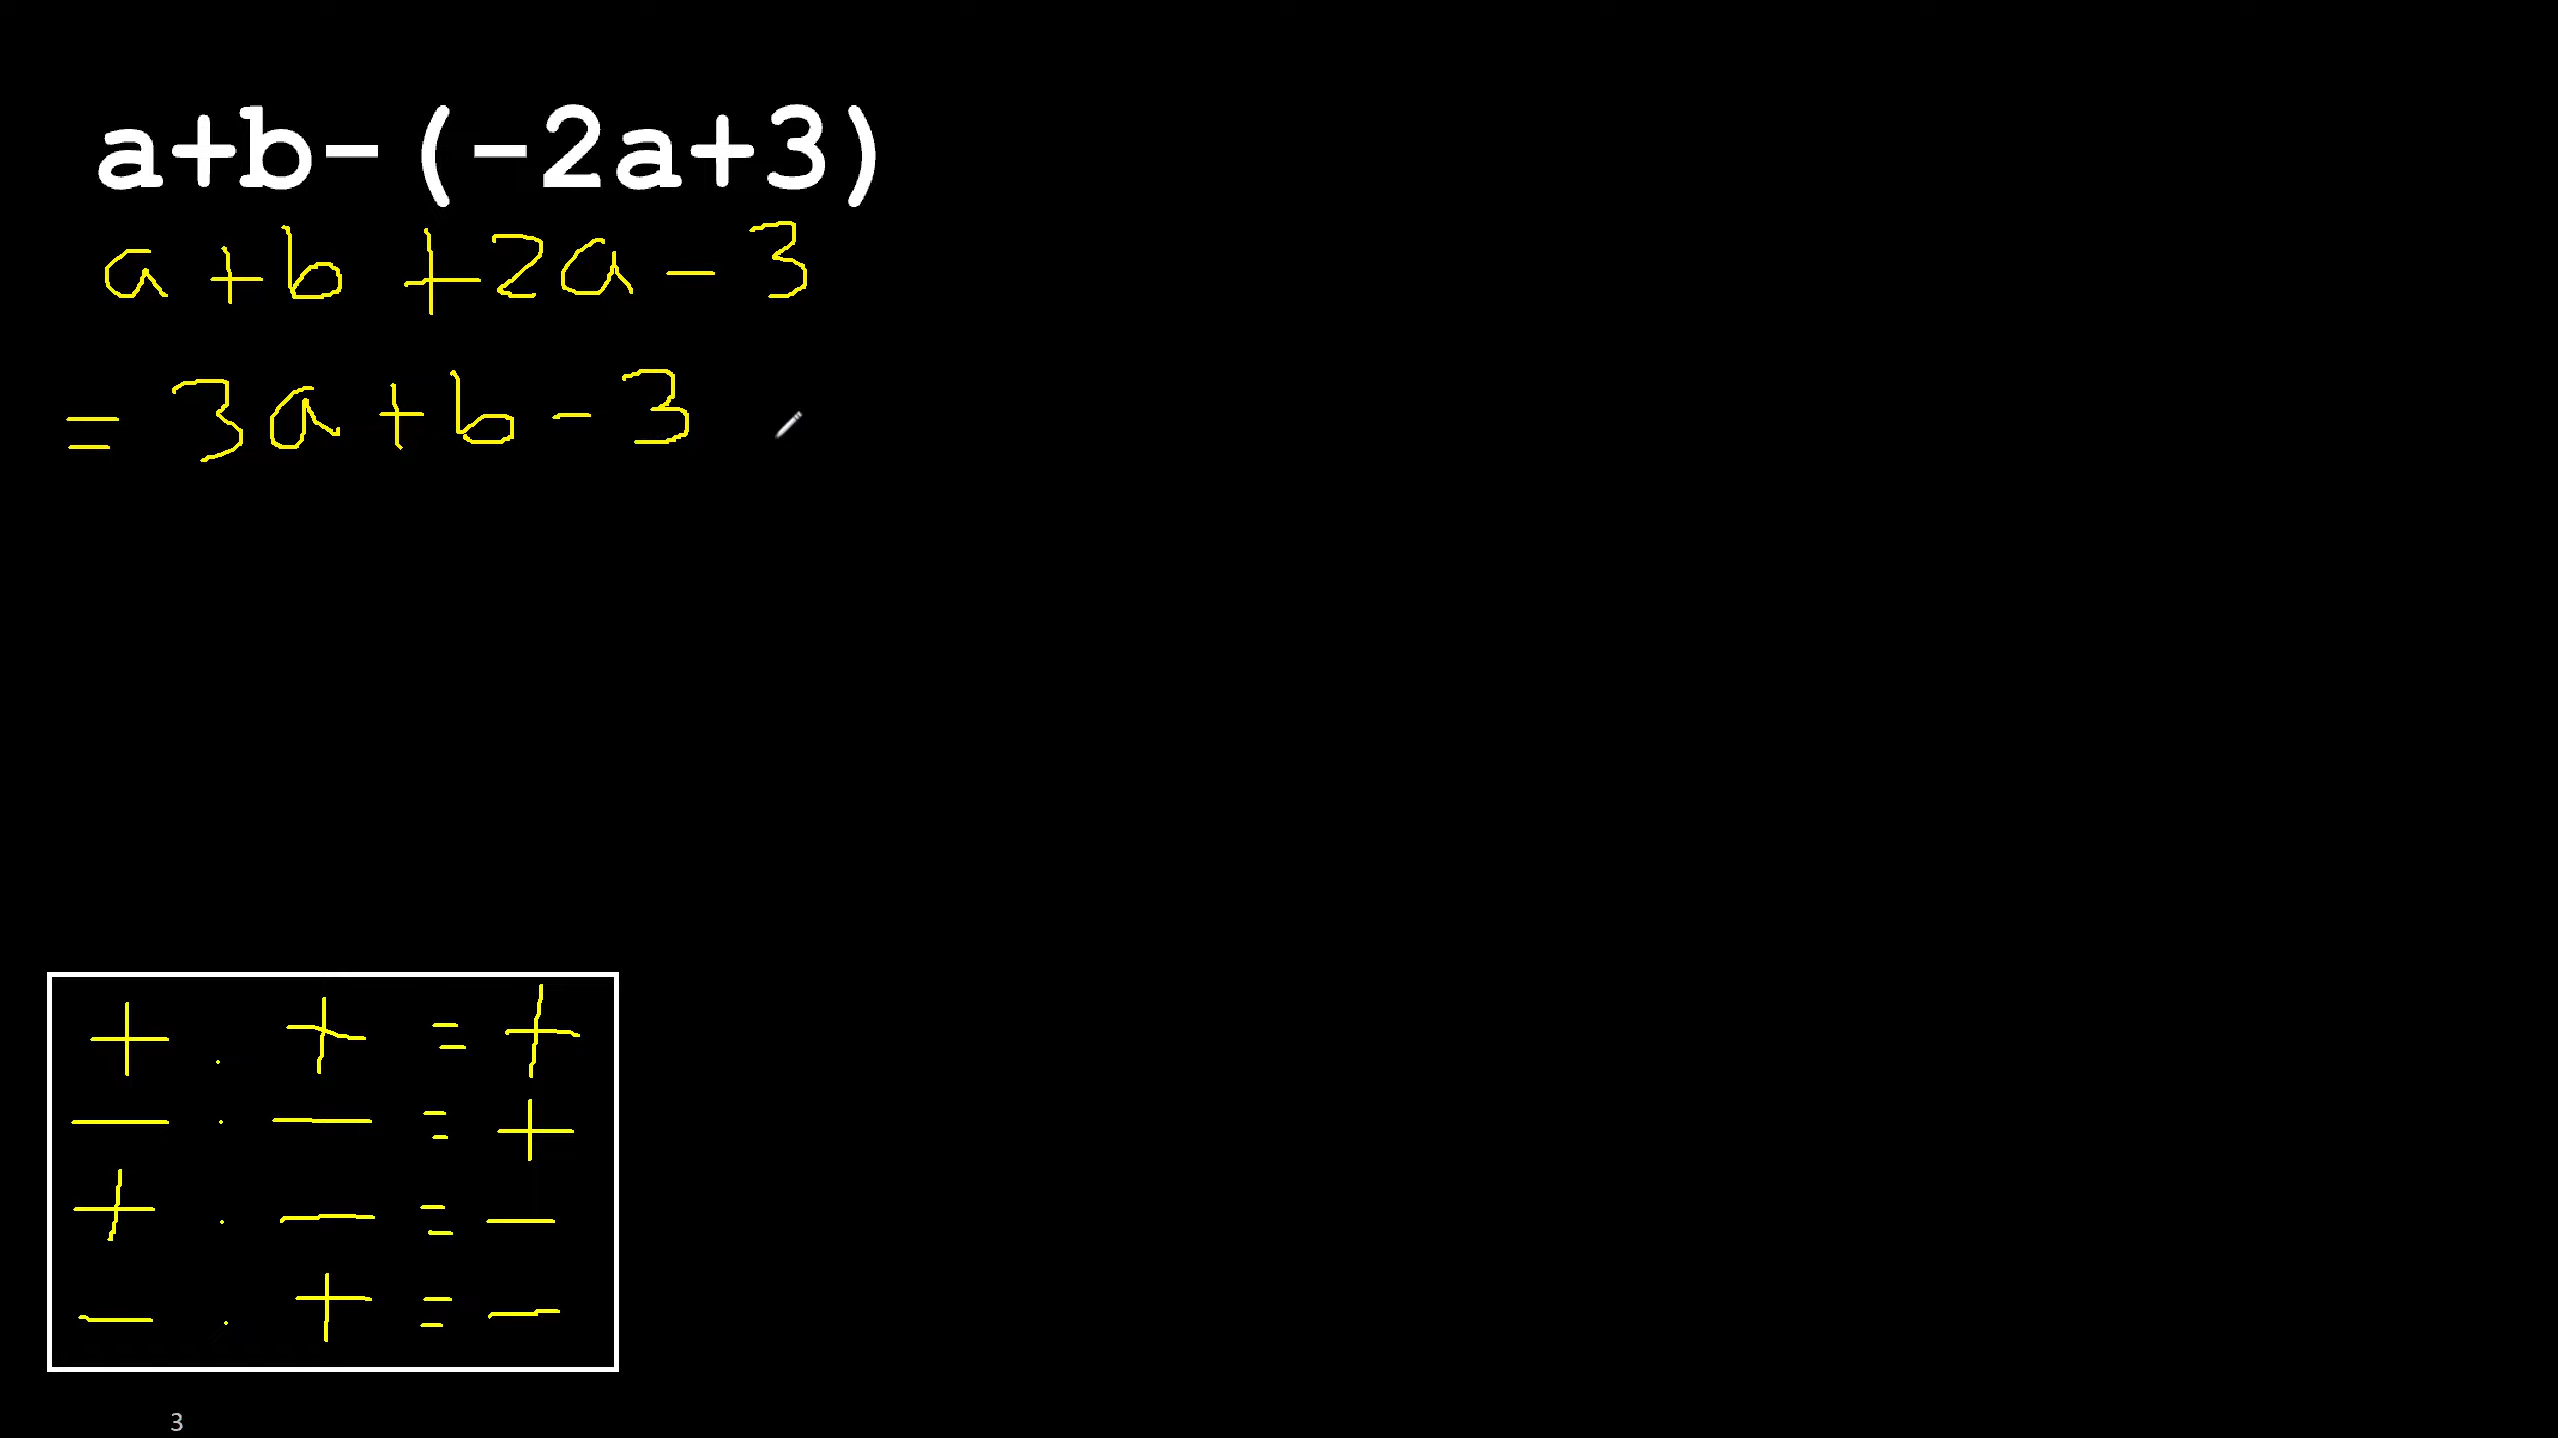 a+b-(-2a+3)
a + b + 2a - 3
= 3a + b - 3
+ . + = +
- . - = +
+ . - = -
- . + = -
3